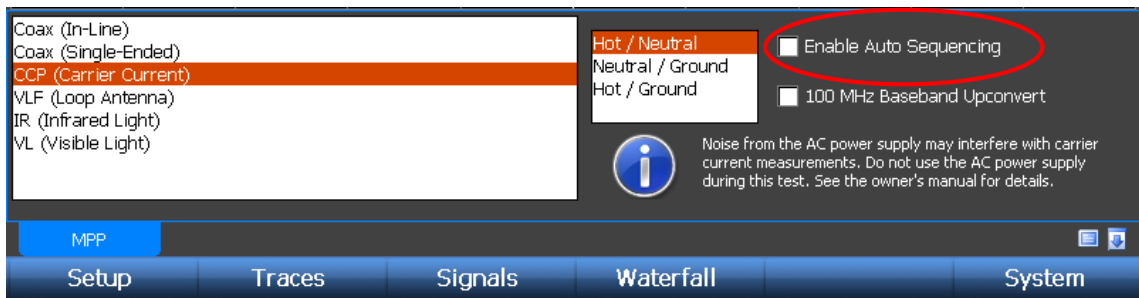 Coax (In-Line)
Coax (Single-Ended)
CCP (Carrier Current)
VLF (Loop Antenna)
IR (Infrared Light)
VL (Visible Light)
Hot / Neutral
Neutral / Ground
Hot / Ground
Enable Auto Sequencing
100 MHz Baseband Upconvert
Noise from the AC power supply may interfere with carrier
current measurements. Do not use the AC power supply
during this test. See the owner's manual for details.
MPP
Setup
Traces
Signals
Waterfall
System